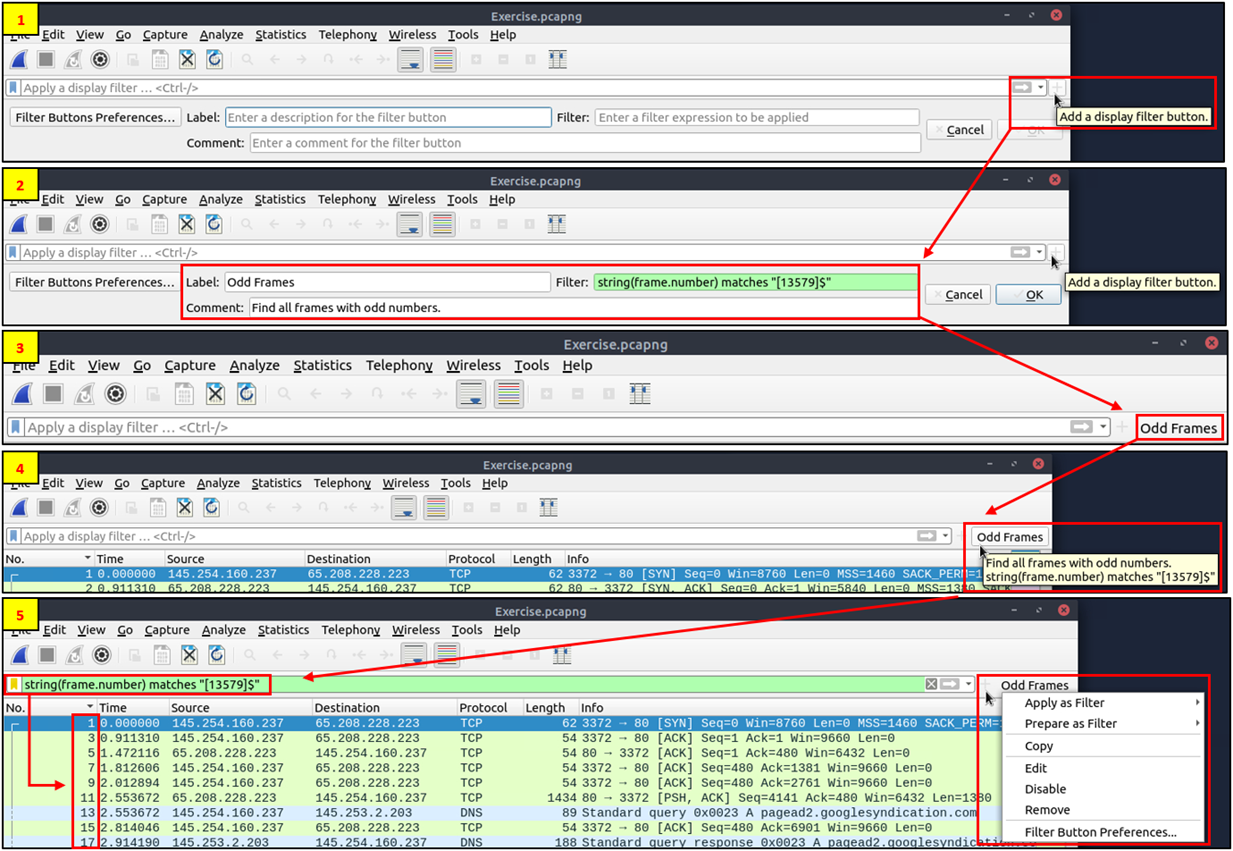 1
Exercise.pcapng
File Edit View Go Capture Analyze Statistics Telephony Wireless Tools Help
Apply a display filter ... <Ctrl-/>
Add a display filter button.
Filter Buttons Preferences... Label: Enter a description for the filter button Filter: Enter a filter expression to be applied
Cancel OK
Comment: Enter a comment for the filter button
2
Exercise.pcapng
File Edit View Go Capture Analyze Statistics Telephony Wireless Tools Help
Apply a display filter ... <Ctrl-/>
Filter Buttons Preferences... Label: Odd Frames Filter: string(frame.number) matches "[13579]$"
Add a display filter button.
Cancel OK
Comment: Find all frames with odd numbers.
3
Exercise.pcapng
File Edit View Go Capture Analyze Statistics Telephony Wireless Tools Help
Apply a display filter ... <Ctrl-/> Odd Frames
4
Exercise.pcapng
File Edit View Go Capture Analyze Statistics Telephony Wireless Tools Help
Apply a display filter ... <Ctrl-/> Odd Frames
No. Time Source Destination Protocol Length Info
Find all frames with odd numbers.
string(frame.number) matches "[13579]$"
1 0.000000 145.254.160.237 65.208.228.223 TCP 62 3372 → 80 [SYN] Seq=0 Win=8760 Len=0 MSS=1460 SACK_PERM=1
2 0.911310 65.208.228.223 145.254.160.237 TCP 62 80 → 3372 [SYN, ACK] Seq=0 Ack=1 Win=5840 Len=0 MSS=1380
5
Exercise.pcapng
File Edit View Go Capture Analyze Statistics Telephony Wireless Tools Help
string(frame.number) matches "[13579]$" Odd Frames
No. Time Source Destination Protocol Length Info
1 0.000000 145.254.160.237 65.208.228.223 TCP 62 3372 → 80 [SYN] Seq=0 Win=8760 Len=0 MSS=1460 SACK_PERM=
3 0.911310 145.254.160.237 65.208.228.223 TCP 54 3372 → 80 [ACK] Seq=1 Ack=1 Win=9660 Len=0
5 1.472116 65.208.228.223 145.254.160.237 TCP 54 80 → 3372 [ACK] Seq=1 Ack=480 Win=6432 Len=0
7 1.812606 145.254.160.237 65.208.228.223 TCP 54 3372 → 80 [ACK] Seq=480 Ack=1381 Win=9660 Len=0
9 2.012894 145.254.160.237 65.208.228.223 TCP 54 3372 → 80 [ACK] Seq=480 Ack=2761 Win=9660 Len=0
11 2.553672 65.208.228.223 145.254.160.237 TCP 1434 80 → 3372 [PSH, ACK] Seq=4141 Ack=480 Win=6432 Len=1380
13 2.553672 145.254.160.237 145.253.2.203 DNS 89 Standard query 0x0023 A pagead2.googlesyndication.com
15 2.814046 145.254.160.237 65.208.228.223 TCP 54 3372 → 80 [ACK] Seq=480 Ack=6901 Win=9660 Len=0
17 2.914190 145.253.2.203 145.254.160.237 DNS 188 Standard query response 0x0023 A
Apply as Filter
Prepare as Filter
Copy
Edit
Disable
Remove
Filter Button Preferences...